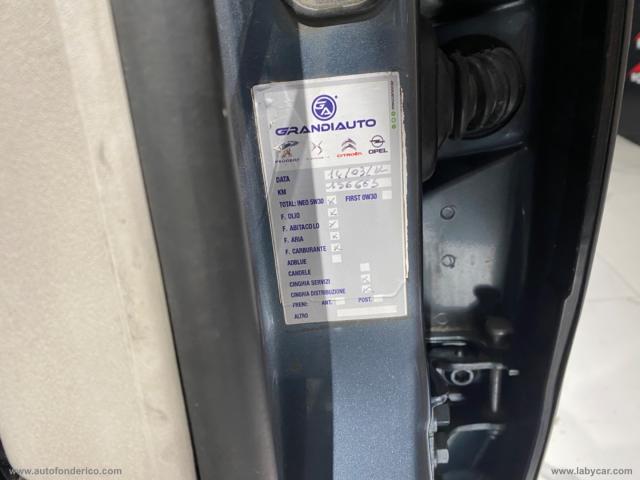 GRANDIAUTO
PEUGEOT CITROËN OPEL
DATA
KM 136605
TOTAL: INEO 5W30 FIRST 0W30
F. OLIO
F. ABITACOLO
F. ARIA
F. CARBURANTE
ADBLUE
CANDELE
CINGHIA SERVIZI
CINGHIA DISTRIBUZIONE
FRENI: ANT. POST.
ALTRO
www.autofonderico.com
www.labycar.com